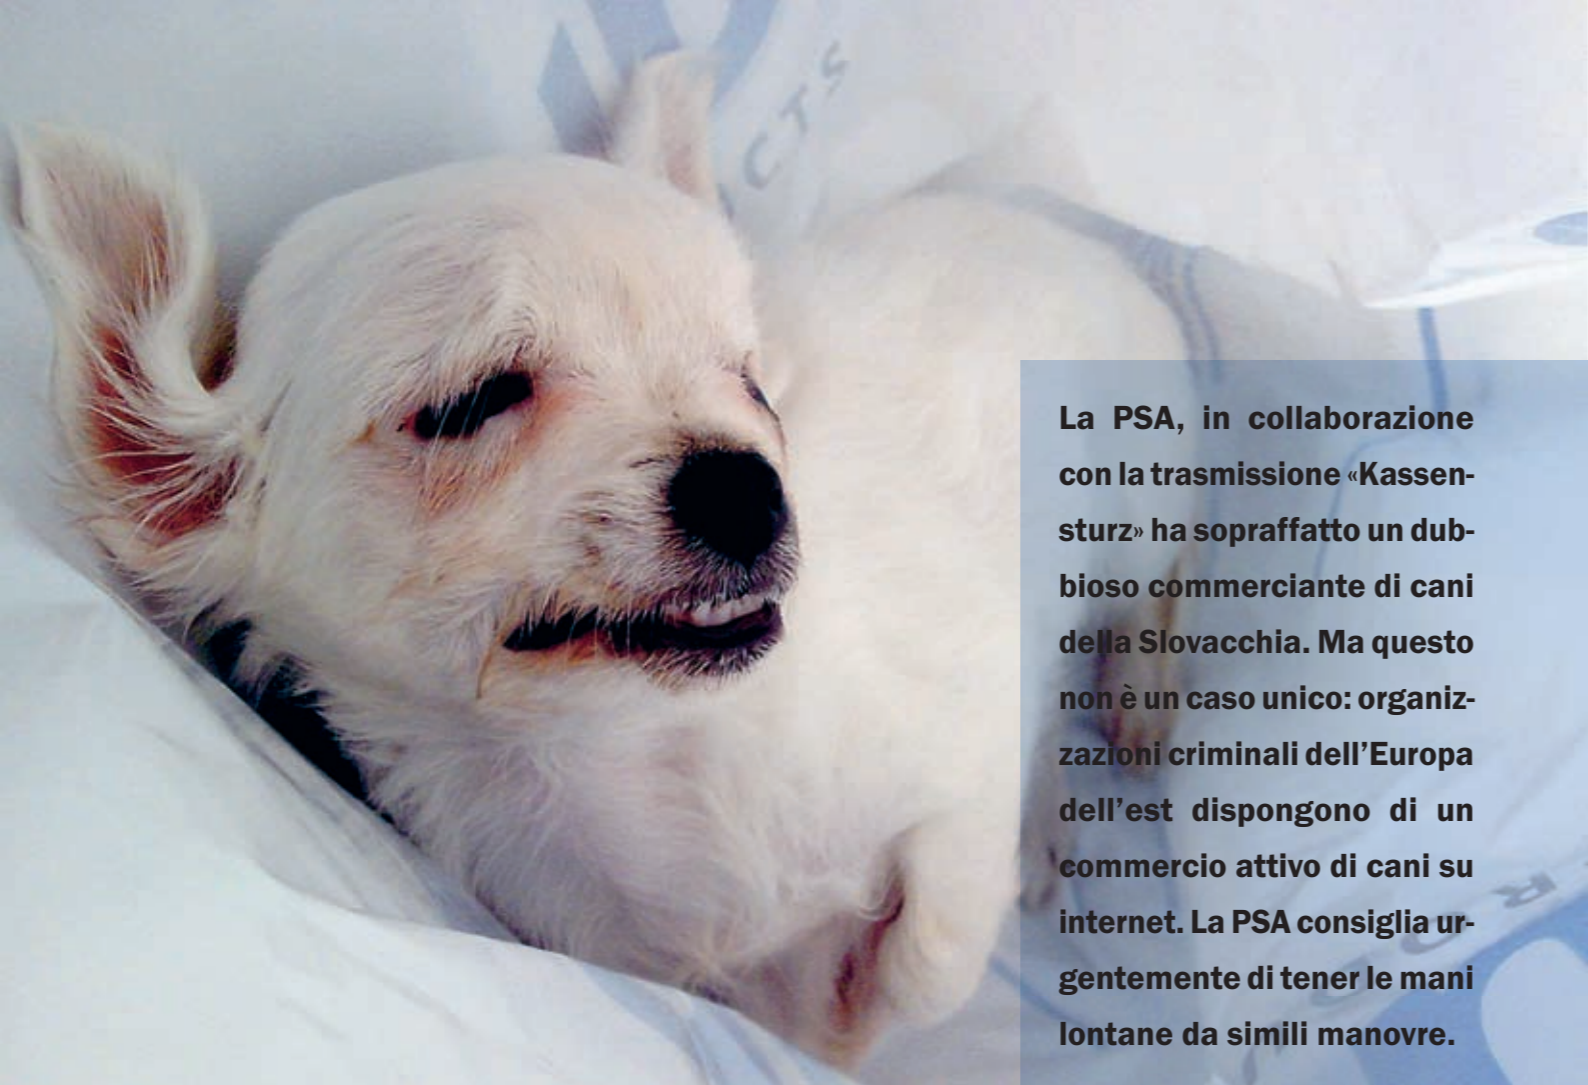 CTS
La PSA, in collaborazione
con la trasmissione «Kassen-
sturz» ha sopraffatto un dub-
bioso commerciante di cani
della Slovacchia. Ma questo
non è un caso unico: organiz-
zazioni criminali dell’Europa
dell’est dispongono di un
commercio attivo di cani su
internet. La PSA consiglia ur-
gentemente di tener le mani
lontane da simili manovre.